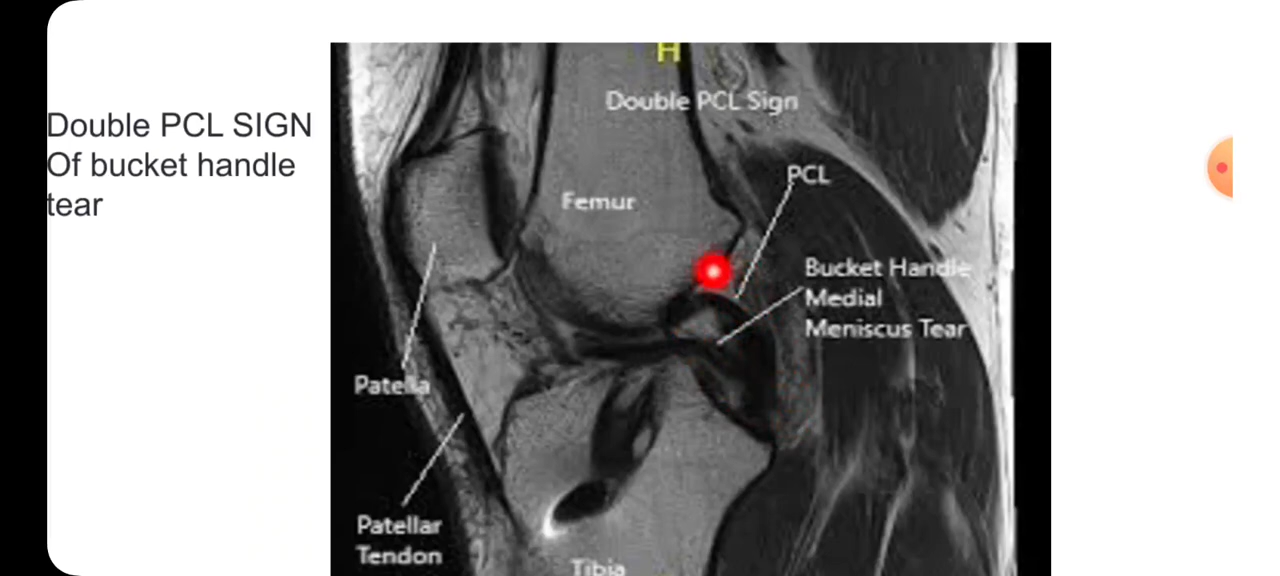 Double PCL SIGN
Of bucket handle
tear
H
Double PCL Sign
PCL
Femur
Bucket Handle
Medial
Meniscus Tear
Patella
Patellar
Tendon
Tibia